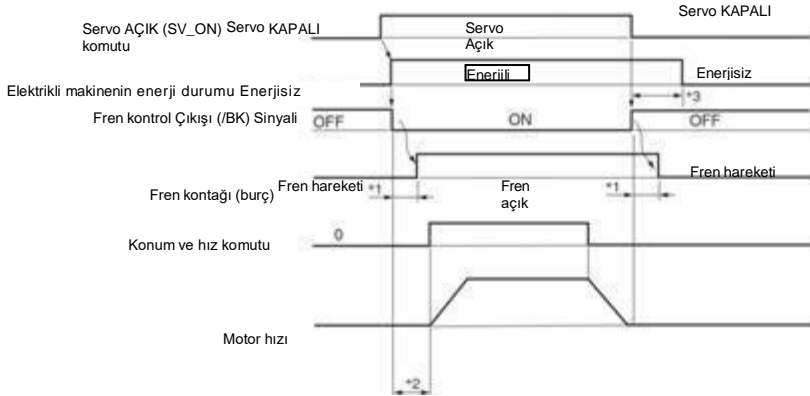 Servo KAPALI
Servo AÇIK (SV_ON) Servo KAPALI
komutu
Servo
Açık
Elektrikli makinenin enerji durumu Enerjisiz
Enerjili
Enerjisiz
*3
Fren kontrol Çıkışı (/BK) Sinyali
OFF
ON
OFF
Fren kontağı (burç)
Fren hareketi
*1
Fren
açık
*1
Fren hareketi
Konum ve hız komutu
0
Motor hızı
*2